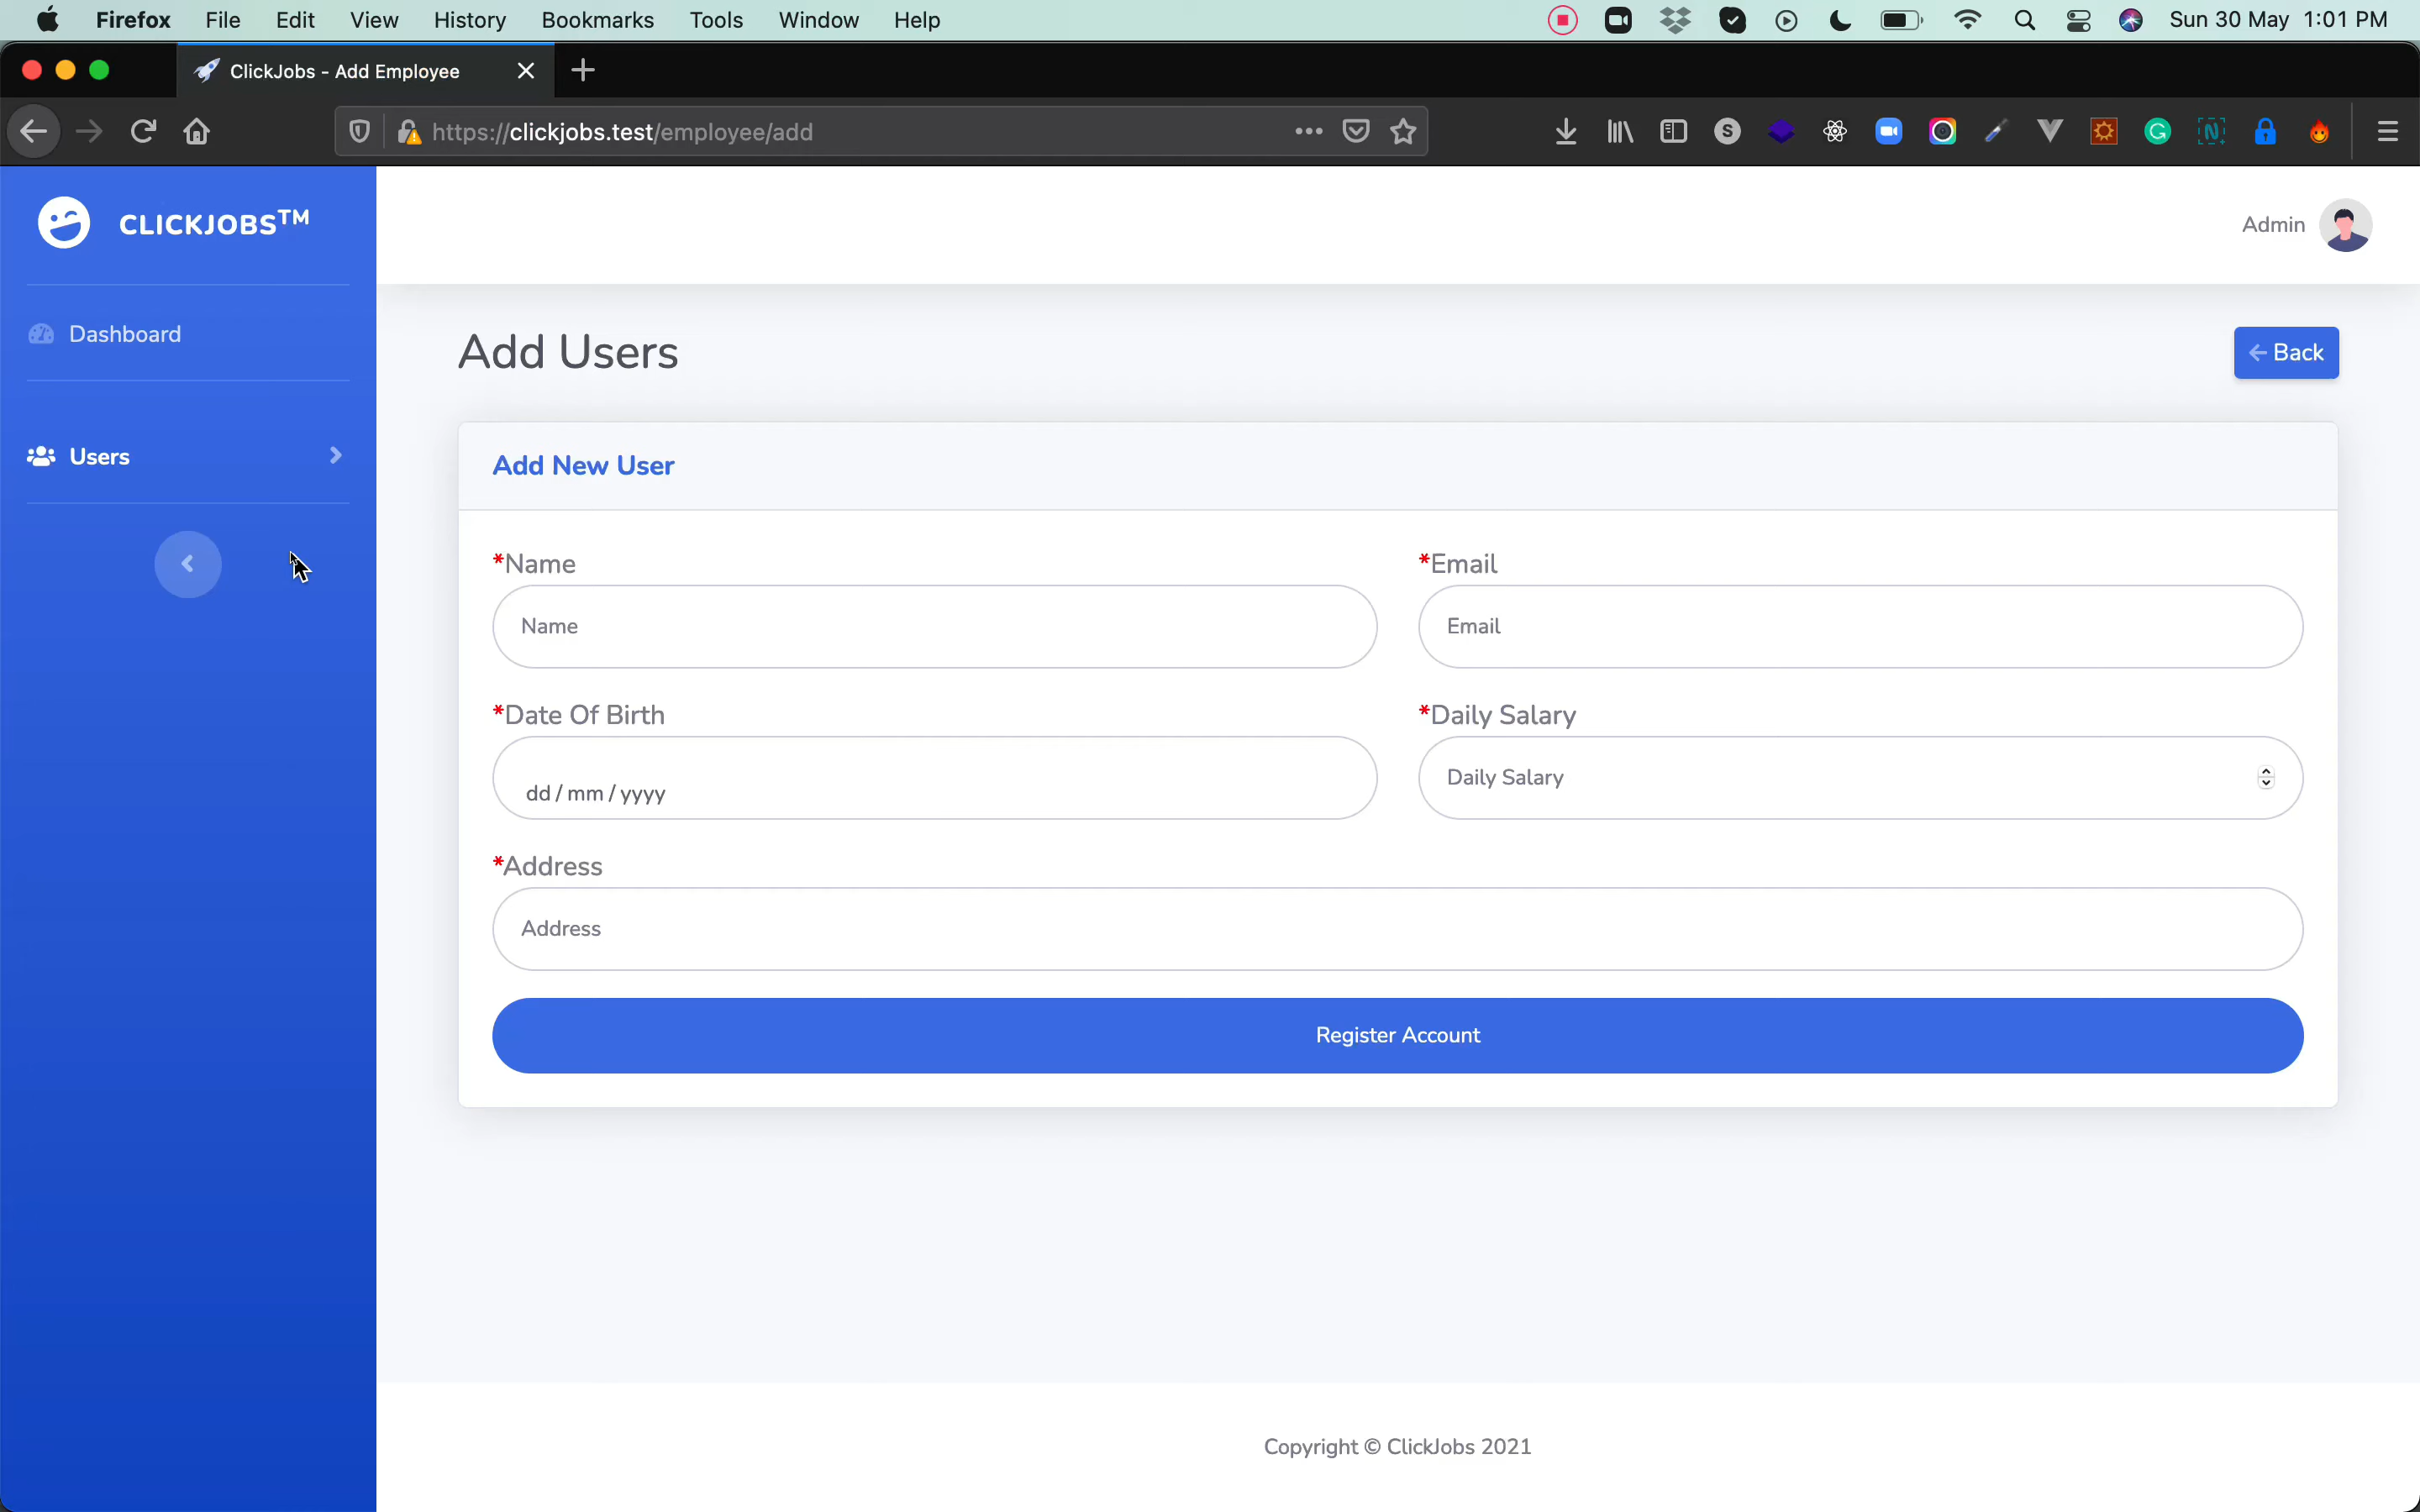 Firefox File Edit View History Bookmarks Tools Window Help Sun 30 May 1:01 PM
ClickJobs - Add Employee
https://clickjobs.test/employee/add
S N G
CLICKJOBS™
Admin
Dashboard
Add Users
Back
Users
Add New User
*Name
*Email
Name
Email
*Date Of Birth
*Daily Salary
dd / mm / yyyy
Daily Salary
*Address
Address
Register Account
Copyright © ClickJobs 2021